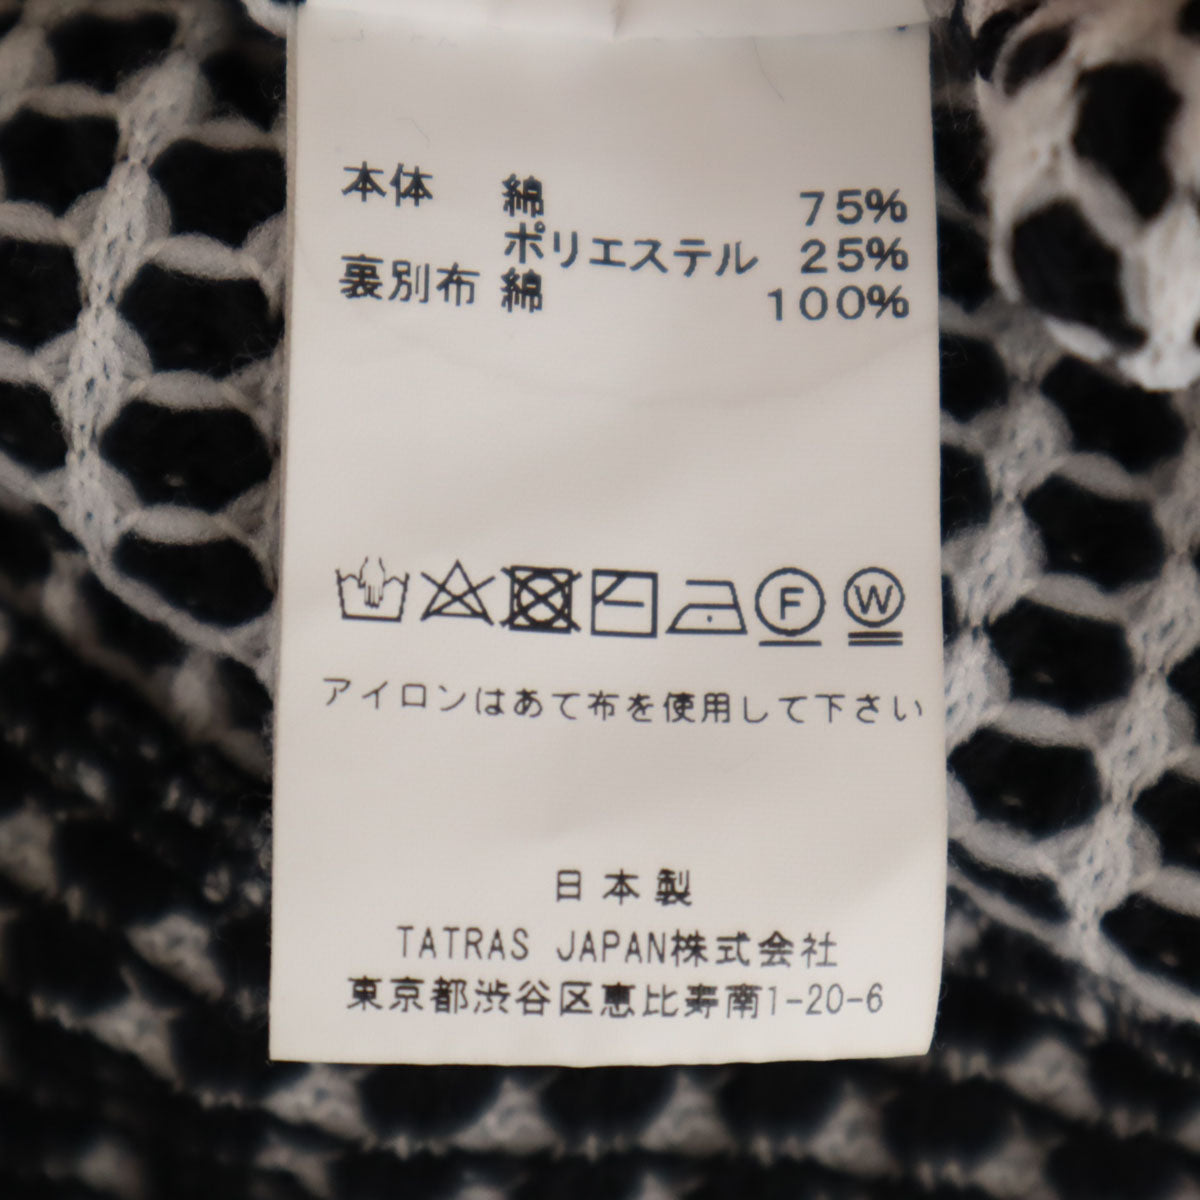 本体 綿 75%
ポリエステル 25%
裏別布 綿 100%
F W
アイロンはあて布を使用して下さい
日本製
TATRAS JAPAN株式会社
東京都渋谷区恵比寿南1-20-6